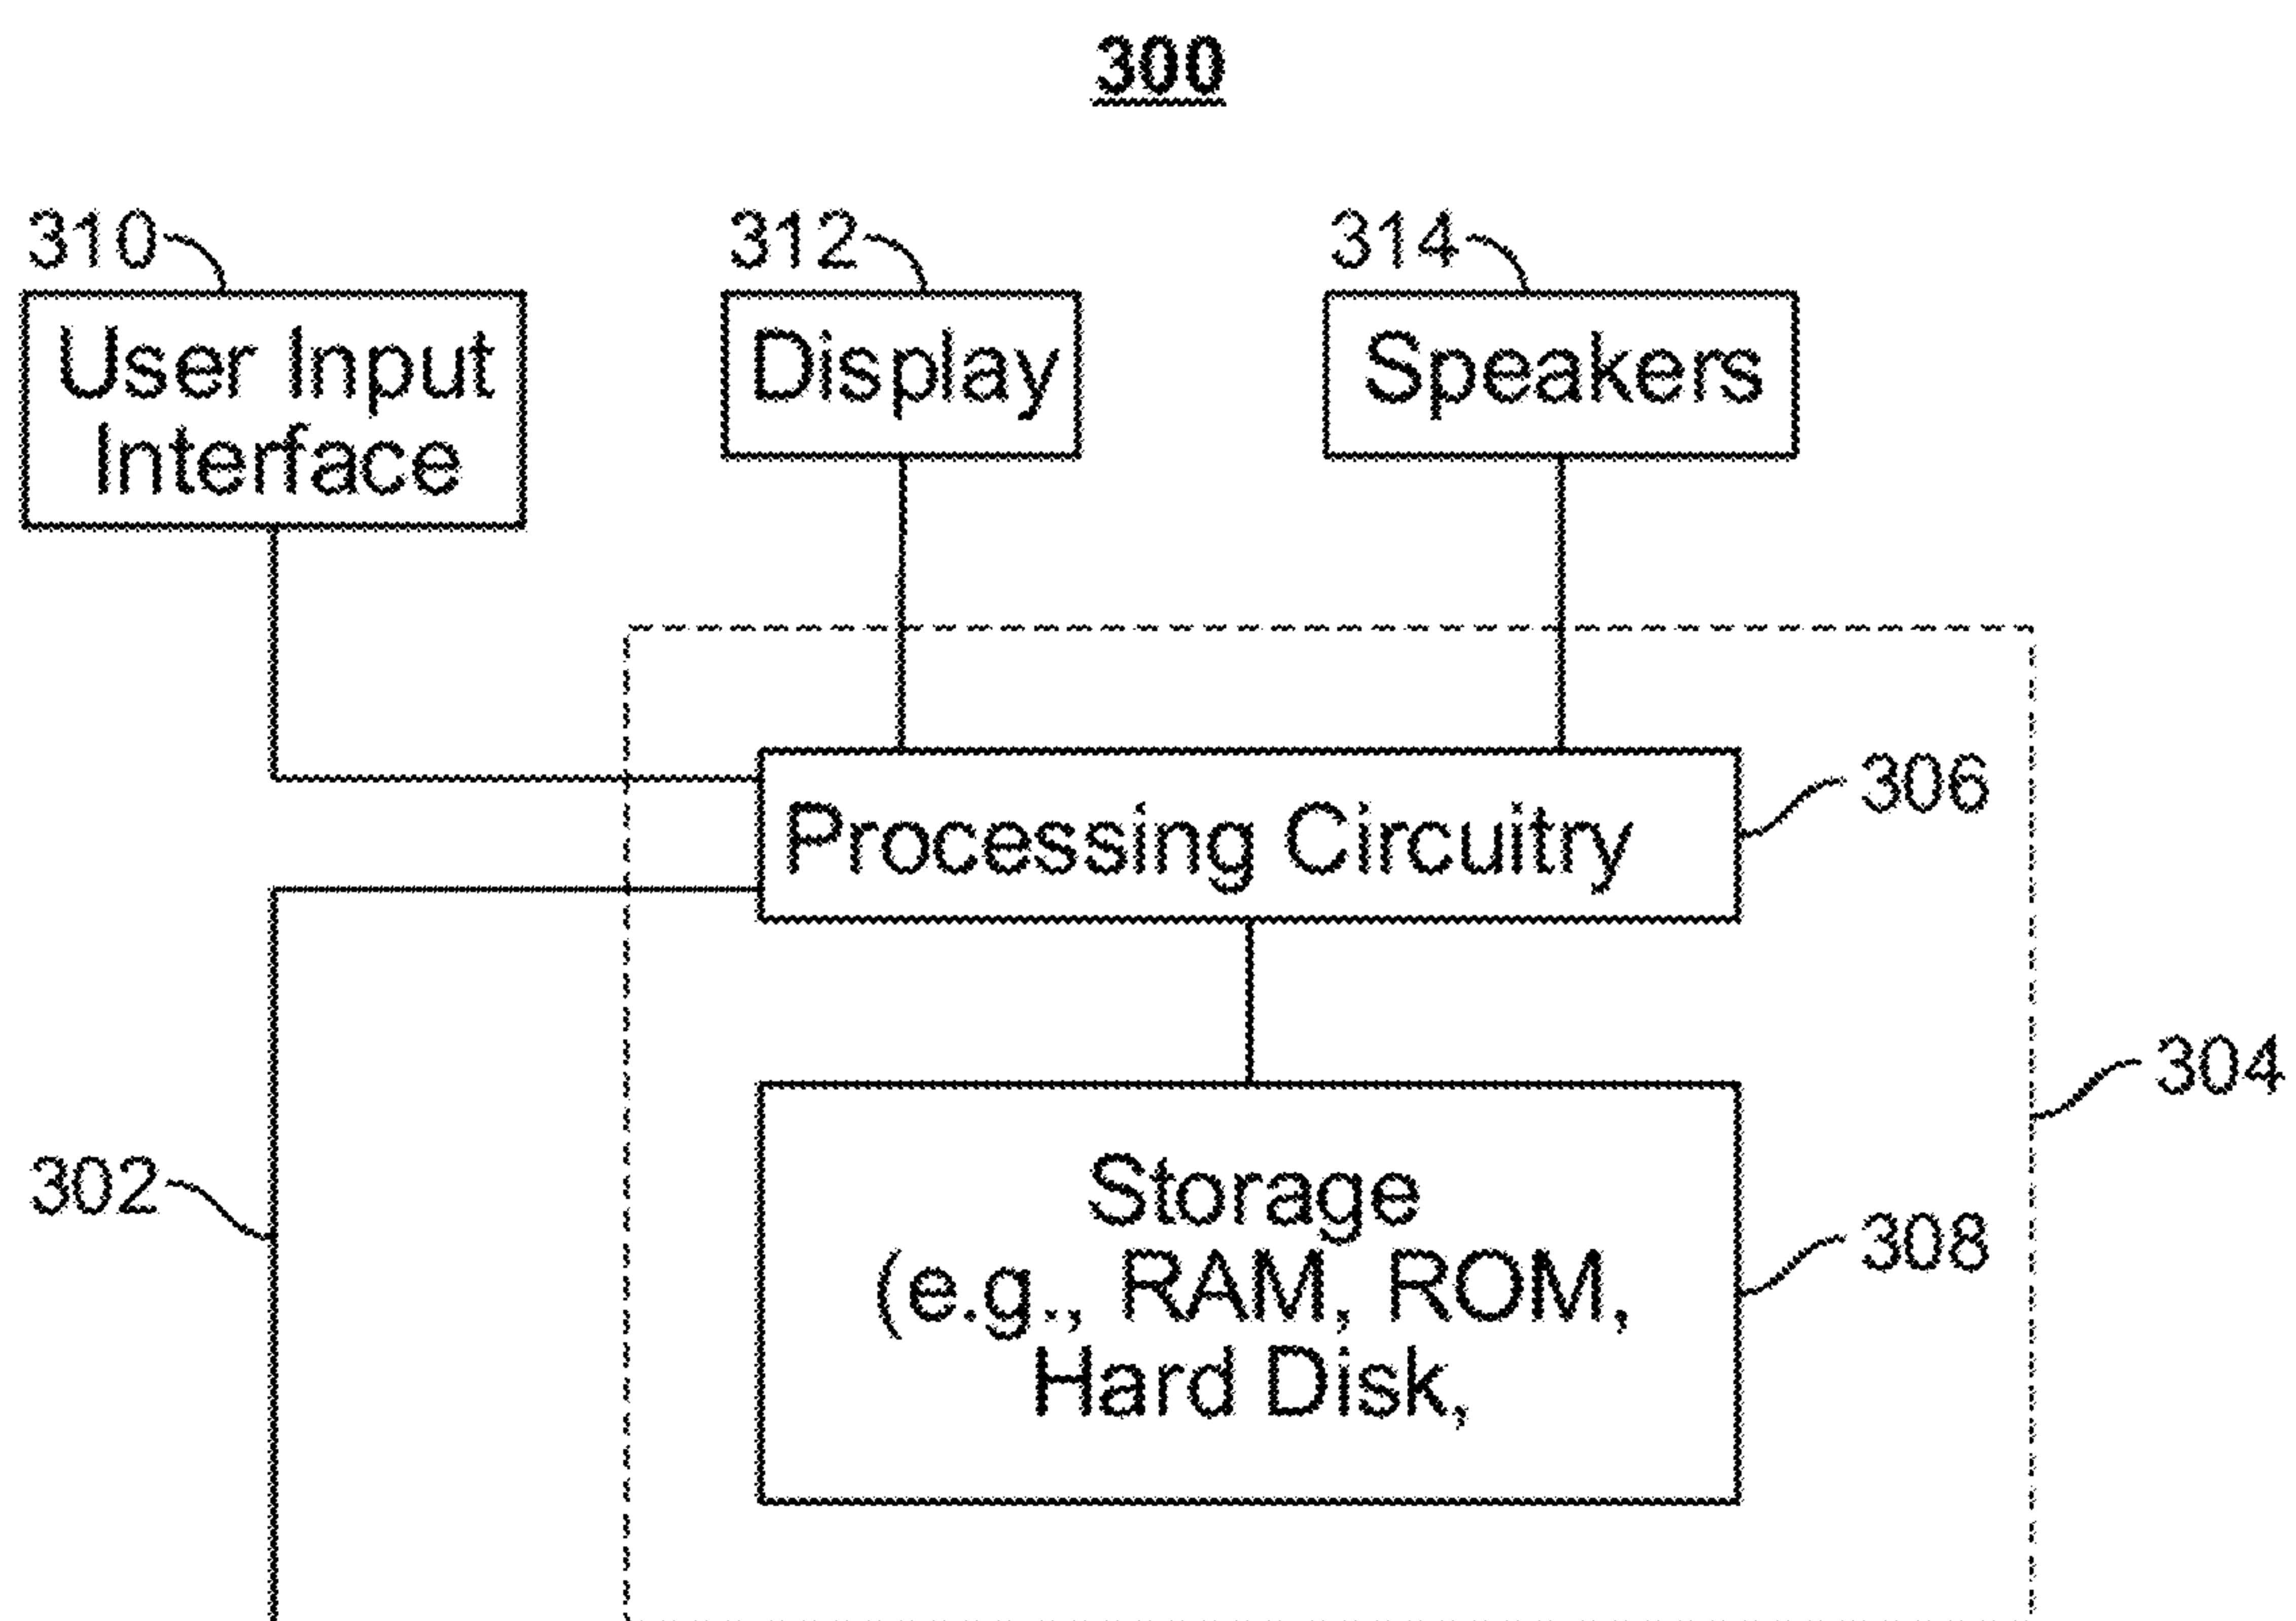 300
310
312
314
User Input
Interface
Display
Speakers
306
Processing Circuitry
304
302
Storage
(e.g., RAM, ROM,
Hard Disk,
308